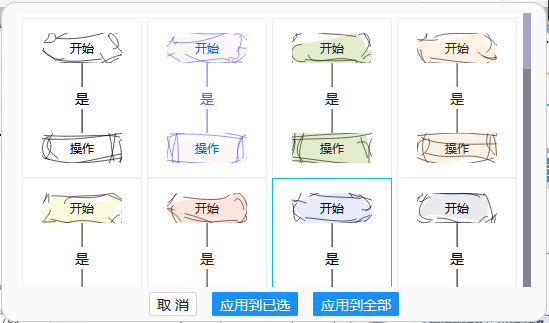 开始 开始 开始 开始
是 是 是 是
操作 操作 操作 操作
开始 开始 开始 开始
是 是 是 是
取消 应用到已选 应用到全部